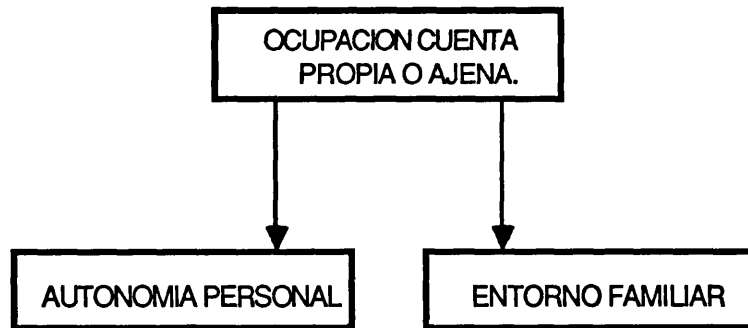 OCUPACION CUENTA
PROPIA O AJENA.
AUTONOMIA PERSONAL
ENTORNO FAMILIAR